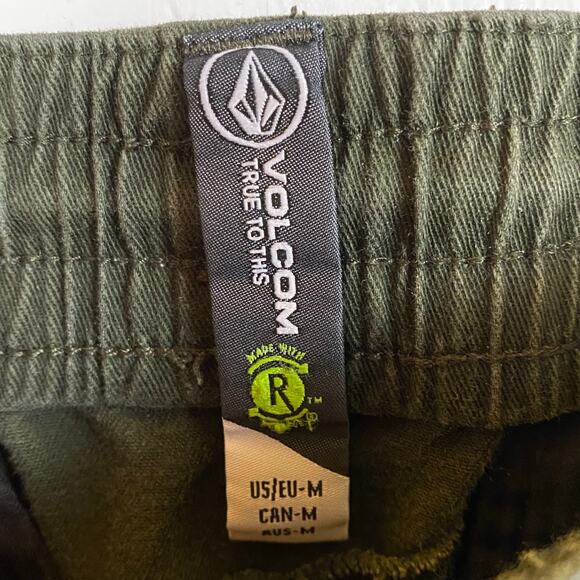 VOLCOM
TRUE TO THIS
MADE WITH
R
TM
US/EU-M
CAN-M
AUS-M